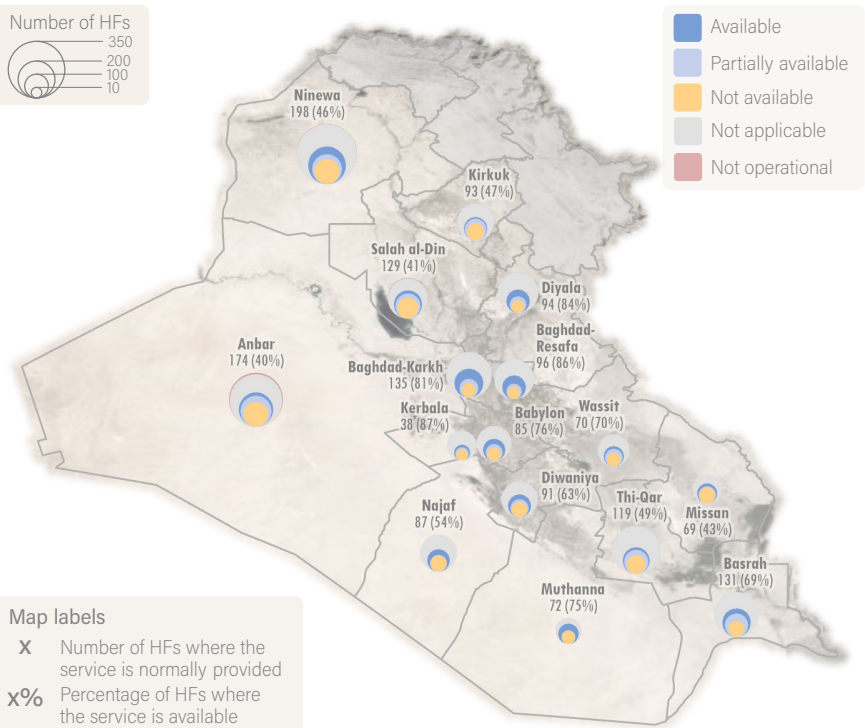 Number of HFs
350
200
100
10
Available
Partially available
Not available
Not applicable
Not operational
Ninewa
198 (46%)
Kirkuk
93 (47%)
Salah al-Din
129 (41%)
Diyala
94 (84%)
Baghdad-
Resafa
96 (86%)
Anbar
174 (40%)
Baghdad-Karkh
135 (81%)
Kerbala
38 (87%)
Babylon
85 (76%)
Wassit
70 (70%)
Diwaniya
91 (63%)
Thi-Qar
119 (49%)
Missan
69 (43%)
Najaf
87 (54%)
Basrah
131 (69%)
Muthanna
72 (75%)
Map labels
x Number of HFs where the
service is normally provided
x% Percentage of HFs where
the service is available